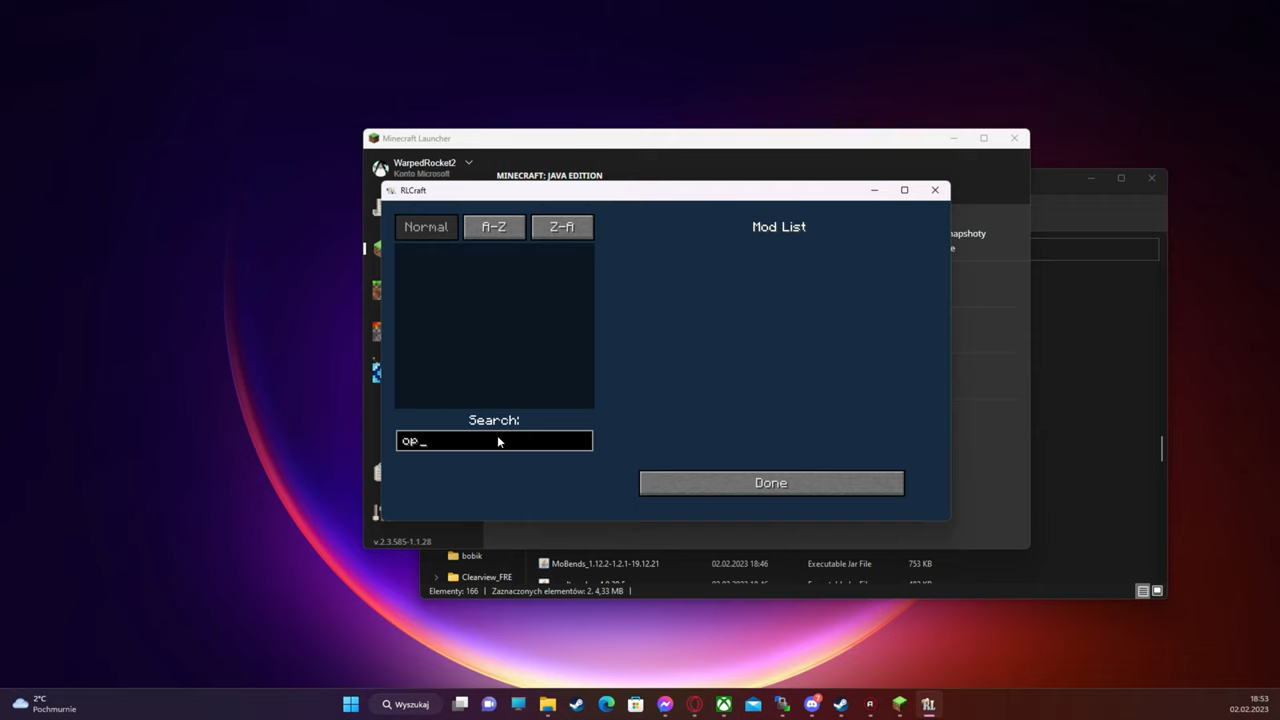 Minecraft Launcher
WarpedRocket2
Konto Microsoft
MINECRAFT: JAVA EDITION
RLCraft
Normal
A-Z
Z-A
Mod List
napshoty
e
Search:
op_
Done
v.2.3.585-1.1.28
bobik
MoBends_1.12.2-1.2.1-19.12.21
02.02.2023 18:46
Executable Jar File
753 KB
Clearview_FRE
Elementy: 166
Zaznaczonych elementów: 2. 4,33 MB
2°C
Pochmurnie
Wyszukaj
7
RL
18:53
02.02.2023